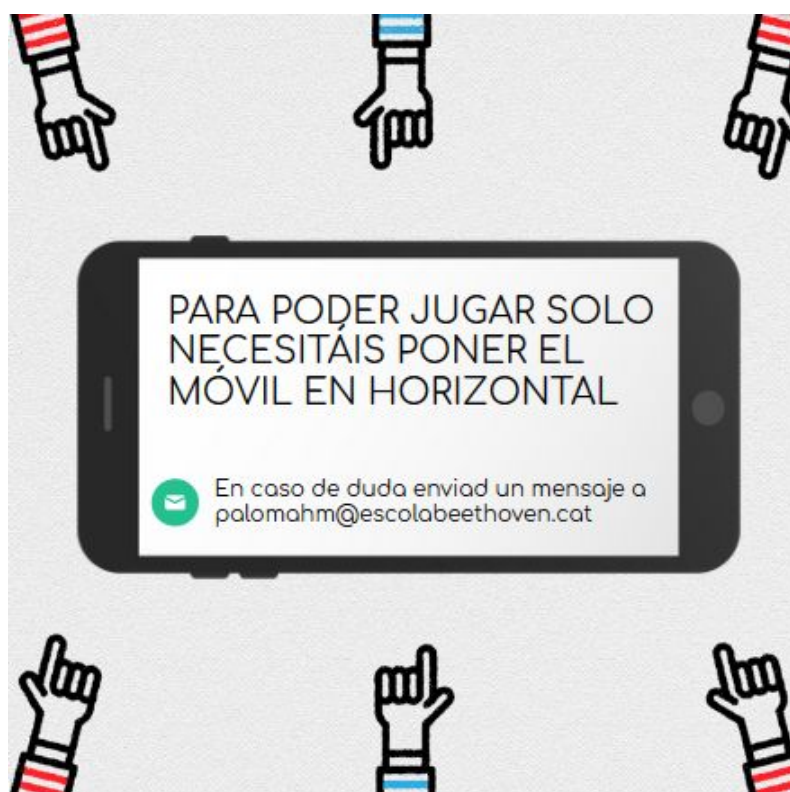 PARA PODER JUGAR SOLO
NECESITÁIS PONER EL
MÓVIL EN HORIZONTAL
En caso de duda enviad un mensaje a
palomahm@escolabeethoven.cat